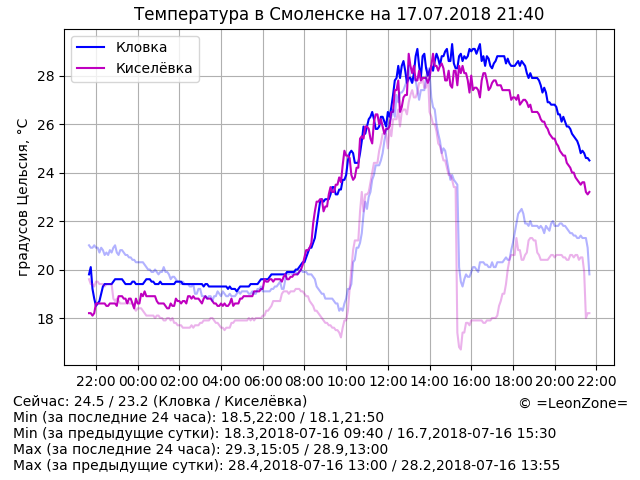 Температура в Смоленске на 17.07.2018 21:40
Кловка
Киселёвка
градусов Цельсия, °C
28
26
24
22
20
18
22:00 00:00 02:00 04:00 06:00 08:00 10:00 12:00 14:00 16:00 18:00 20:00 22:00
Сейчас: 24.5 / 23.2 (Кловка / Киселёвка)
© =LeonZone=
Min (за последние 24 часа): 18.5,22:00 / 18.1,21:50
Min (за предыдущие сутки): 18.3,2018-07-16 09:40 / 16.7,2018-07-16 15:30
Max (за последние 24 часа): 29.3,15:05 / 28.9,13:00
Max (за предыдущие сутки): 28.4,2018-07-16 13:00 / 28.2,2018-07-16 13:55